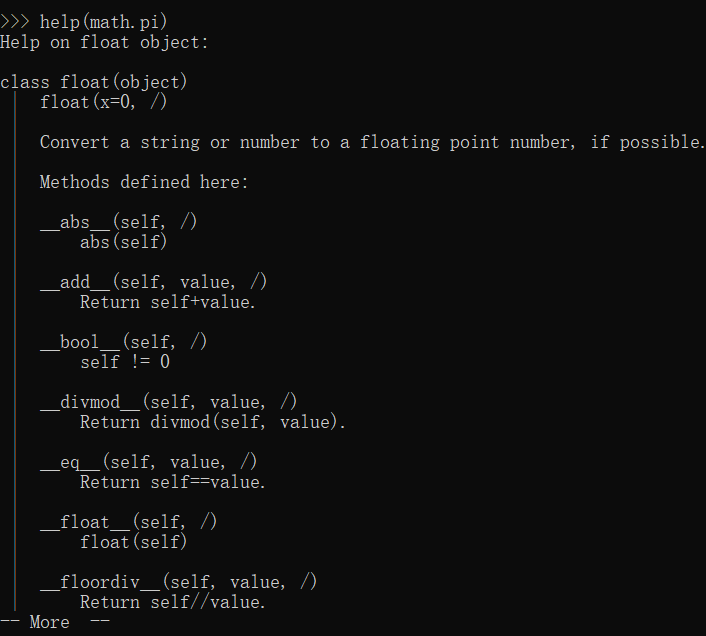 >>> help(math.pi)
Help on float object:

class float(object)
 |  float(x=0, /)
 |
 |  Convert a string or number to a floating point number, if possible.
 |
 |  Methods defined here:
 |
 |  __abs__(self, /)
 |      abs(self)
 |
 |  __add__(self, value, /)
 |      Return self+value.
 |
 |  __bool__(self, /)
 |      self != 0
 |
 |  __divmod__(self, value, /)
 |      Return divmod(self, value).
 |
 |  __eq__(self, value, /)
 |      Return self==value.
 |
 |  __float__(self, /)
 |      float(self)
 |
 |  __floordiv__(self, value, /)
 |      Return self//value.
-- More  --